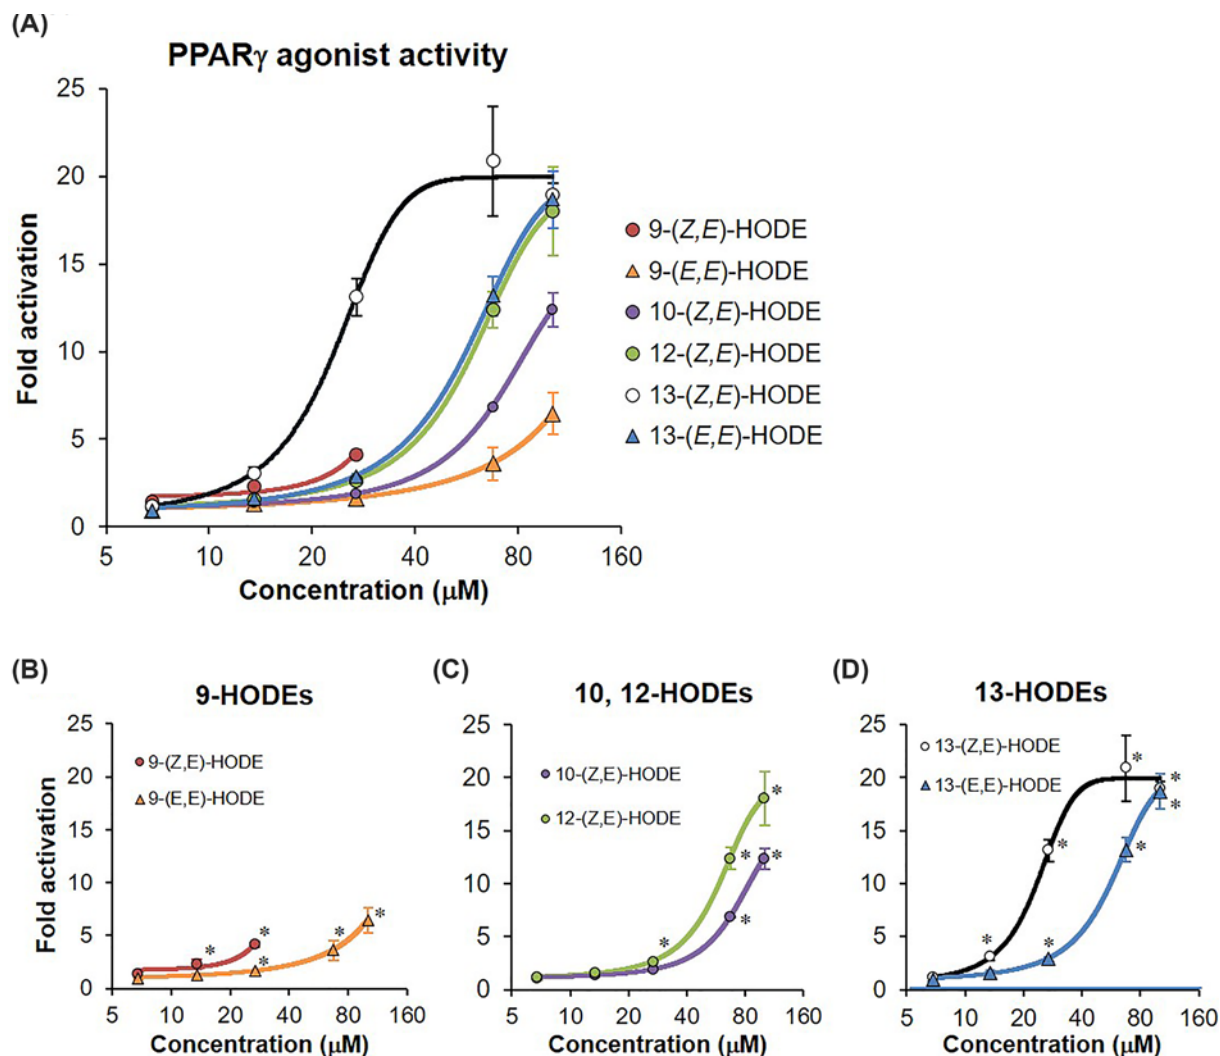 (A)
PPARγ agonist activity
25
20
15
10
5
0
Fold activation
5 10 20 40 80 160
Concentration (μM)
9-(Z,E)-HODE
9-(E,E)-HODE
10-(Z,E)-HODE
12-(Z,E)-HODE
13-(Z,E)-HODE
13-(E,E)-HODE
(B)
9-HODEs
25
20
15
10
5
0
Fold activation
9-(Z,E)-HODE
9-(E,E)-HODE
* * * * *
5 10 20 40 80 160
Concentration (μM)
(C)
10, 12-HODEs
25
20
15
10
5
0
10-(Z,E)-HODE
12-(Z,E)-HODE
* * * * *
5 10 20 40 80 160
Concentration (μM)
(D)
13-HODEs
25
20
15
10
5
0
13-(Z,E)-HODE
13-(E,E)-HODE
* * * * * * *
5 10 20 40 80 160
Concentration (μM)